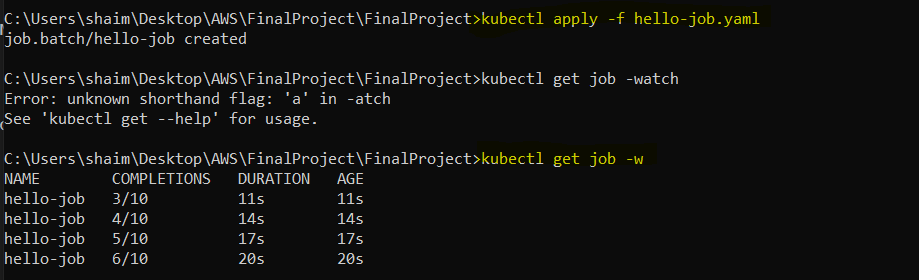 C:\Users\shaim\Desktop\AWS\FinalProject\FinalProject>kubectl apply -f hello-job.yaml
job.batch/hello-job created
C:\Users\shaim\Desktop\AWS\FinalProject\FinalProject>kubectl get job -watch
Error: unknown shorthand flag: 'a' in -atch
See 'kubectl get --help' for usage.
C:\Users\shaim\Desktop\AWS\FinalProject\FinalProject>kubectl get job -w
NAME COMPLETIONS DURATION AGE
hello-job 3/10 11s 11s
hello-job 4/10 14s 14s
hello-job 5/10 17s 17s
hello-job 6/10 20s 20s